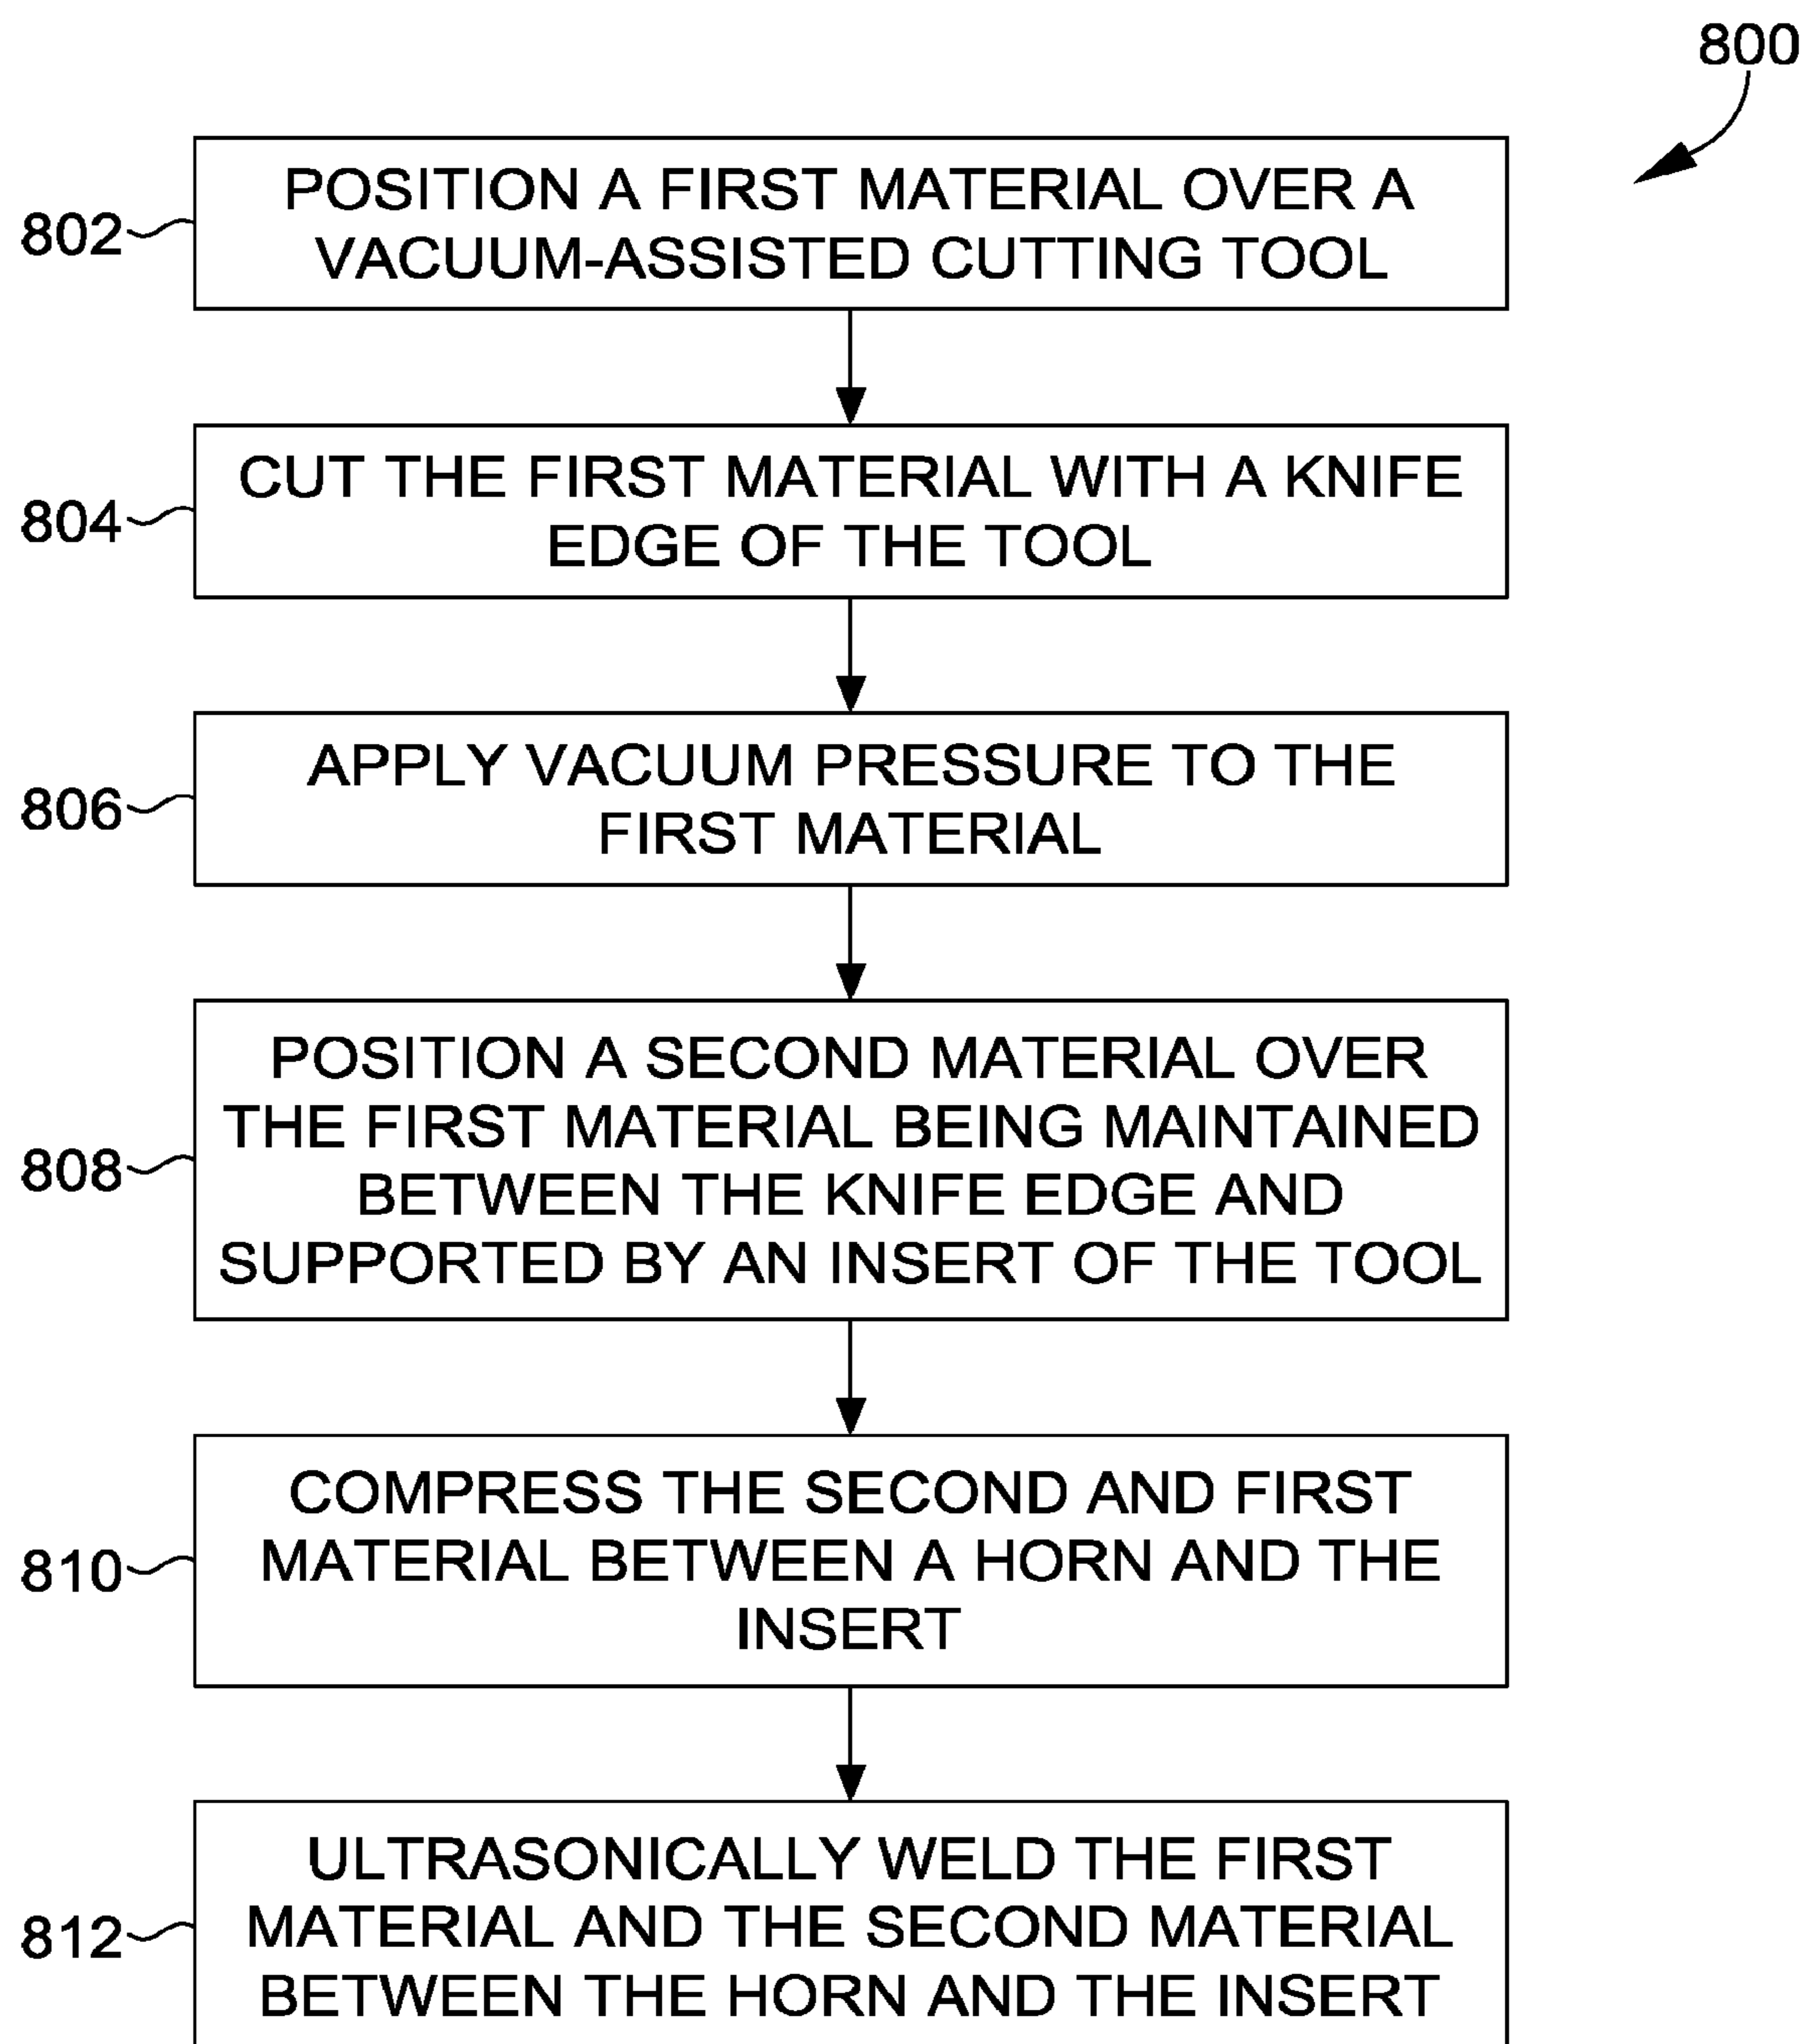 800
802
POSITION A FIRST MATERIAL OVER A
VACUUM-ASSISTED CUTTING TOOL
804
CUT THE FIRST MATERIAL WITH A KNIFE
EDGE OF THE TOOL
806
APPLY VACUUM PRESSURE TO THE
FIRST MATERIAL
808
POSITION A SECOND MATERIAL OVER
THE FIRST MATERIAL BEING MAINTAINED
BETWEEN THE KNIFE EDGE AND
SUPPORTED BY AN INSERT OF THE TOOL
810
COMPRESS THE SECOND AND FIRST
MATERIAL BETWEEN A HORN AND THE
INSERT
812
ULTRASONICALLY WELD THE FIRST
MATERIAL AND THE SECOND MATERIAL
BETWEEN THE HORN AND THE INSERT